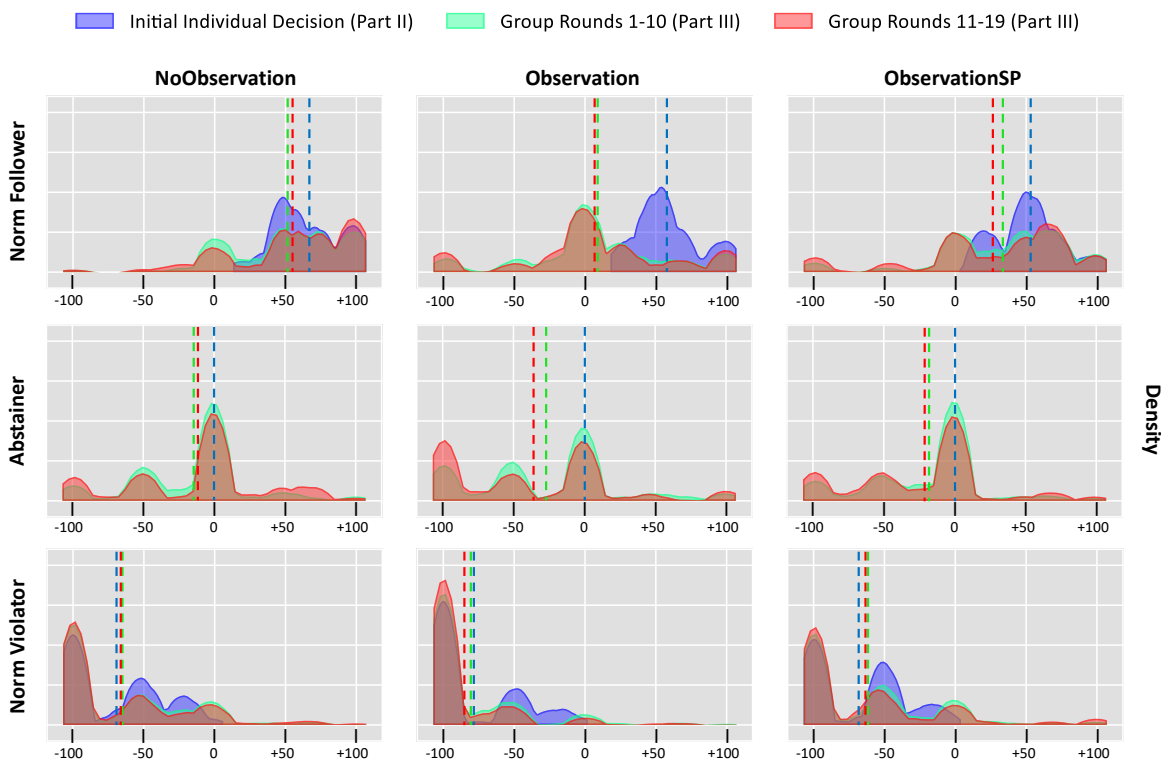 Initial Individual Decision (Part II) Group Rounds 1-10 (Part III) Group Rounds 11-19 (Part III)
NoObservation Observation ObservationSP
Norm Follower
-100 -50 0 +50 +100 -100 -50 0 +50 +100 -100 -50 0 +50 +100
Abstainer
Density
-100 -50 0 +50 +100 -100 -50 0 +50 +100 -100 -50 0 +50 +100
Norm Violator
-100 -50 0 +50 +100 -100 -50 0 +50 +100 -100 -50 0 +50 +100